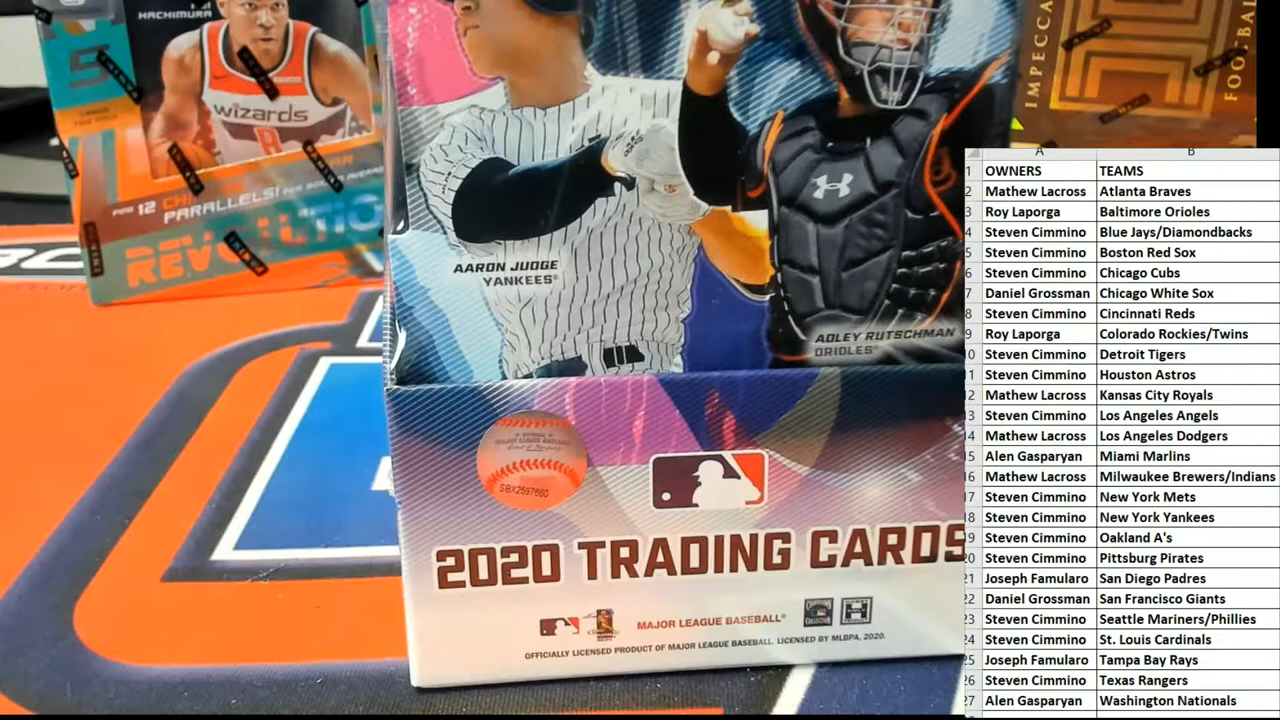 HACHIMURA
5
WIZARDS
8
12
PARALLELS!
REVOLUTION
AARON JUDGE
YANKEES®
ADLEY RUTSCHMAN
ORIOLES®
SBX2597660
2020 TRADING CARDS
MAJOR LEAGUE BASEBALL®
OFFICIALLY LICENSED PRODUCT OF MAJOR LEAGUE BASEBALL. LICENSED BY MLBPA, 2020.
IMPECCA
FOOTBAL
A B
1 OWNERS TEAMS
2 Mathew Lacross Atlanta Braves
3 Roy Laporga Baltimore Orioles
4 Steven Cimmino Blue Jays/Diamondbacks
5 Steven Cimmino Boston Red Sox
6 Steven Cimmino Chicago Cubs
7 Daniel Grossman Chicago White Sox
8 Steven Cimmino Cincinnati Reds
9 Roy Laporga Colorado Rockies/Twins
10 Steven Cimmino Detroit Tigers
11 Steven Cimmino Houston Astros
12 Mathew Lacross Kansas City Royals
13 Steven Cimmino Los Angeles Angels
14 Mathew Lacross Los Angeles Dodgers
15 Alen Gasparyan Miami Marlins
16 Mathew Lacross Milwaukee Brewers/Indians
17 Steven Cimmino New York Mets
18 Steven Cimmino New York Yankees
19 Steven Cimmino Oakland A's
20 Steven Cimmino Pittsburg Pirates
21 Joseph Famularo San Diego Padres
22 Daniel Grossman San Francisco Giants
23 Steven Cimmino Seattle Mariners/Phillies
24 Steven Cimmino St. Louis Cardinals
25 Joseph Famularo Tampa Bay Rays
26 Steven Cimmino Texas Rangers
27 Alen Gasparyan Washington Nationals